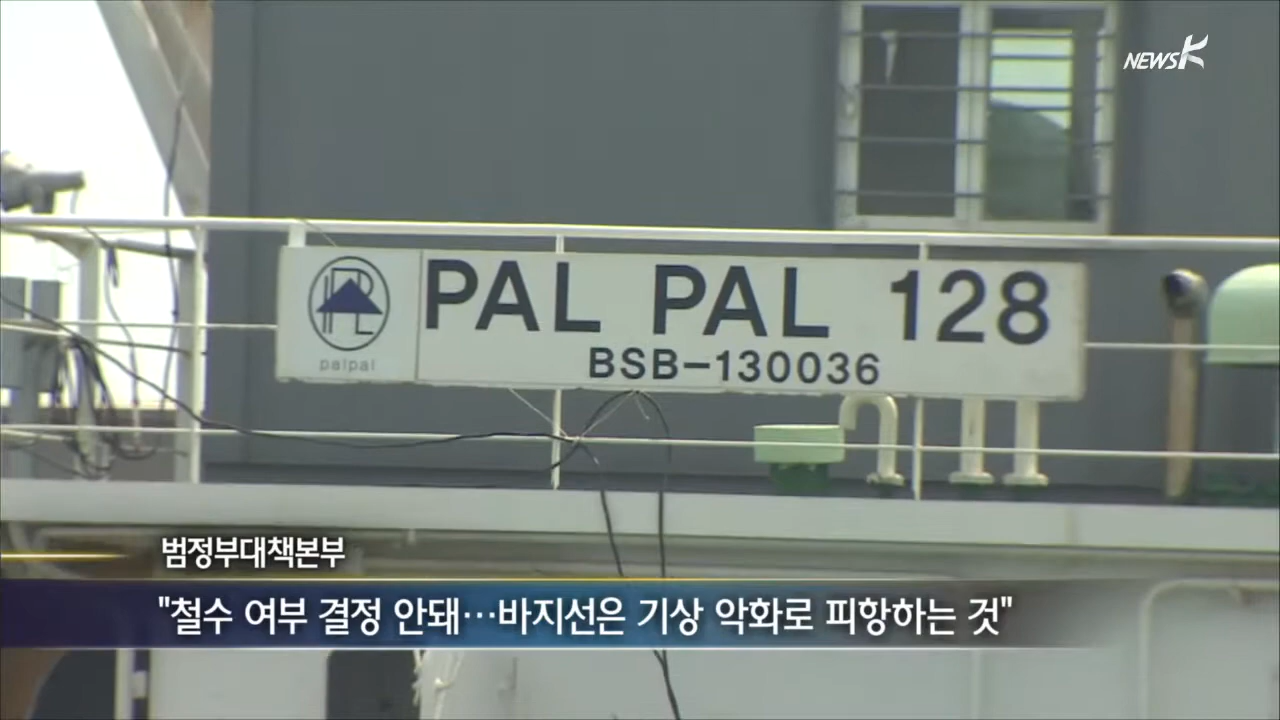 NEWSK
PAL PAL 128
palpal
BSB-130036
범정부대책본부
"철수 여부 결정 안돼…바지선은 기상 악화로 피항하는 것"